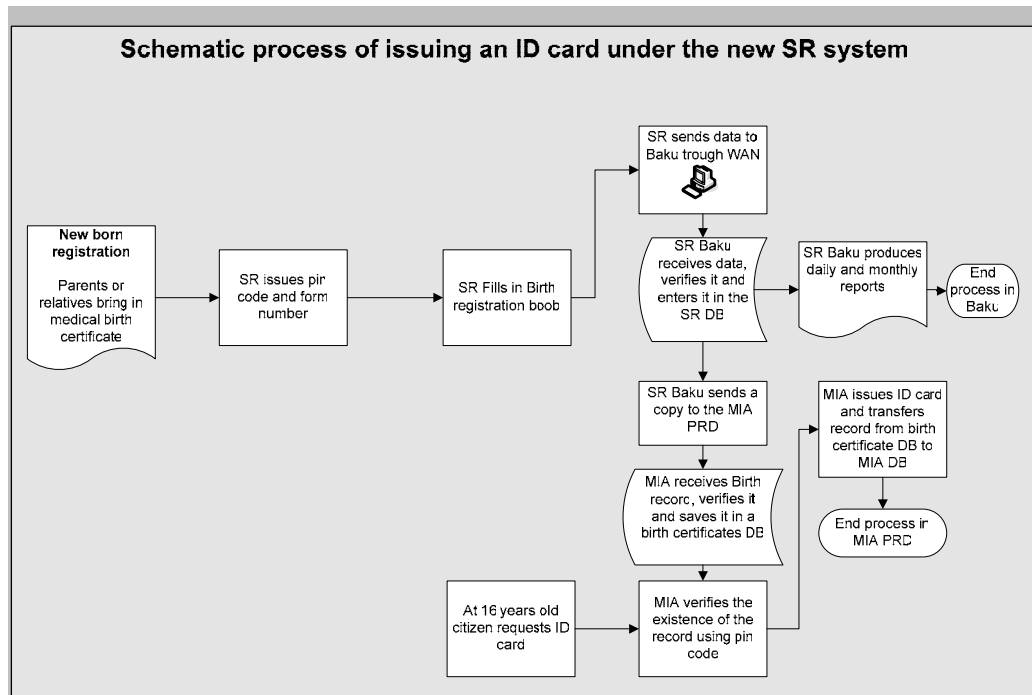 Schematic process of issuing an ID card under the new SR system
SR sends data to
Baku trough WAN
New born
registration
Parents or
relatives bring in
medical birth
certificate
SR issues pin
code and form
number
SR Fills in Birth
registration boob
SR Baku
receives data,
verifies it and
enters it in the
SR DB
SR Baku produces
daily and monthly
reports
End
process in
Baku
SR Baku sends a
copy to the MIA
PRD
MIA issues ID card
and transfers
record from birth
certificate DB to
MIA DB
MIA receives Birth
record, verifies it
and saves it in a
birth certificates DB
End process in
MIA PRD
At 16 years old
citizen requests ID
card
MIA verifies the
existence of the
record using pin
code